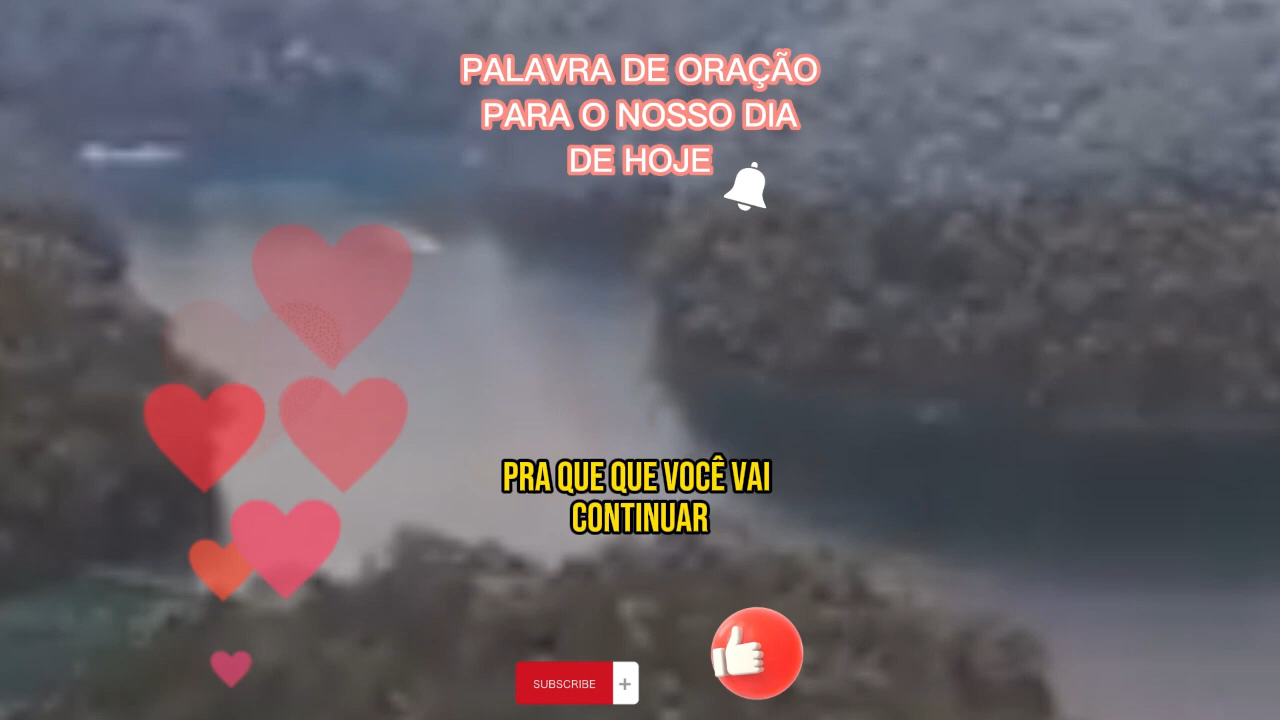 PALAVRA DE ORAÇÃO
PARA O NOSSO DIA
DE HOJE
PRA QUE QUE VOCÊ VAI
CONTINUAR
SUBSCRIBE +